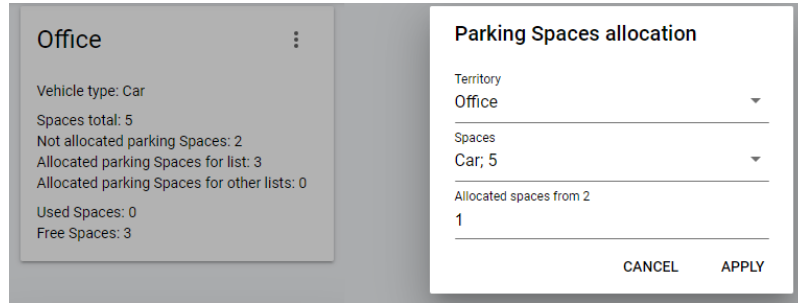 Office
Vehicle type: Car
Spaces total: 5
Not allocated parking Spaces: 2
Allocated parking Spaces for list: 3
Allocated parking Spaces for other lists: 0
Used Spaces: 0
Free Spaces: 3
Parking Spaces allocation
Territory
Office
Spaces
Car; 5
Allocated spaces from 2
1
CANCEL APPLY